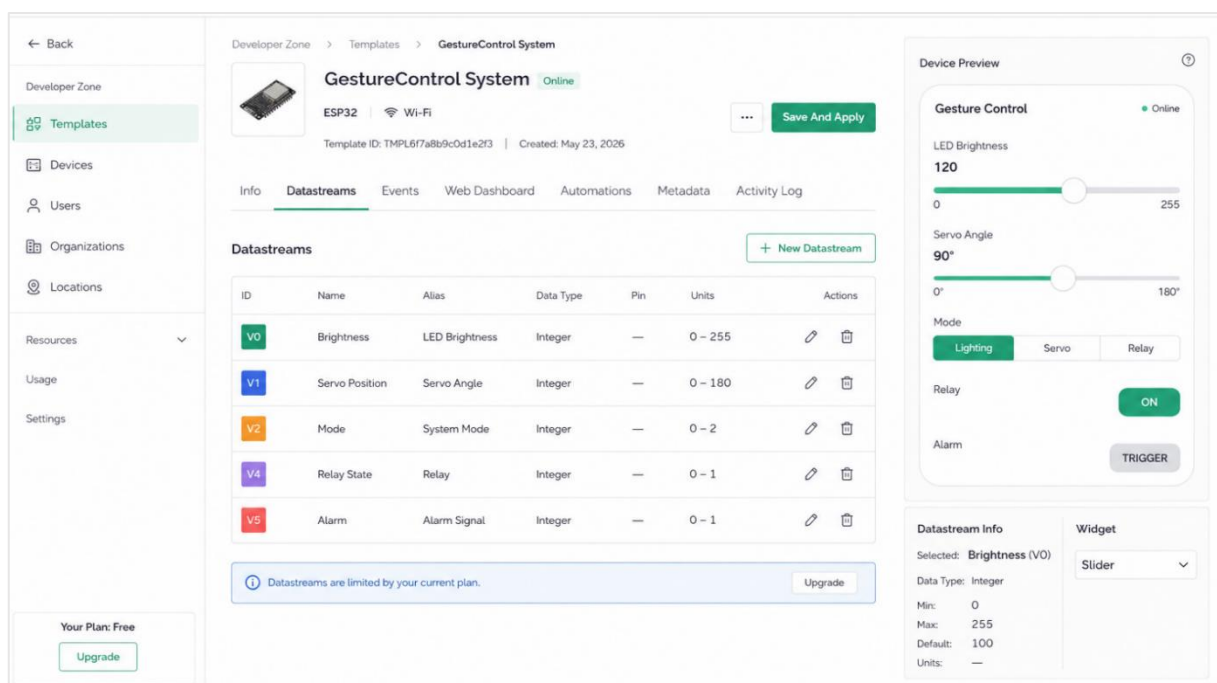 ← Back
Developer Zone
Templates
Devices
Users
Organizations
Locations
Resources
Usage
Settings
Your Plan: Free
Upgrade
Developer Zone > Templates > GestureControl System
GestureControl System Online
ESP32 | Wi-Fi
... Save And Apply
Template ID: TMPL6f7a8b9c0d1e2f3 | Created: May 23, 2026
Info Datastreams Events Web Dashboard Automations Metadata Activity Log
Datastreams + New Datastream
ID Name Alias Data Type Pin Units Actions
V0 Brightness LED Brightness Integer — 0 – 255
V1 Servo Position Servo Angle Integer — 0 – 180
V2 Mode System Mode Integer — 0 – 2
V4 Relay State Relay Integer — 0 – 1
V5 Alarm Alarm Signal Integer — 0 – 1
Datastreams are limited by your current plan. Upgrade
Device Preview ?
Gesture Control Online
LED Brightness
120
0 255
Servo Angle
90°
0° 180°
Mode
Lighting Servo Relay
Relay ON
Alarm TRIGGER
Datastream Info
Selected: Brightness (V0)
Data Type: Integer
Min: 0
Max: 255
Default: 100
Units: —
Widget
Slider